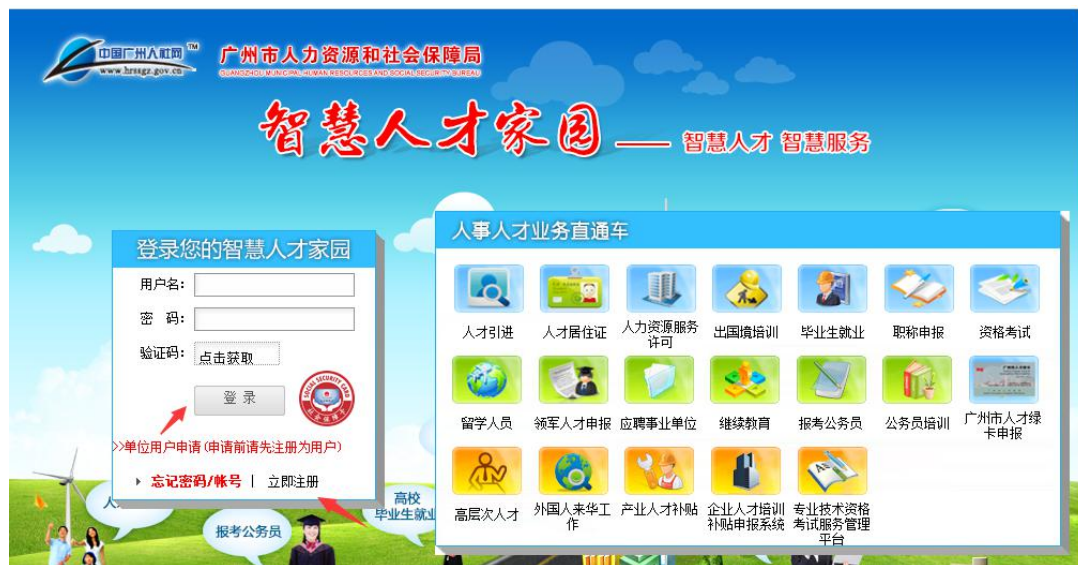 中国广州人社网 TM
www.hrssgz.gov.cn
广州市人力资源和社会保障局
GUANGZHOU MUNICIPAL HUMAN RESOURCES AND SOCIAL SECURITY BUREAU
智慧人才家园 —— 智慧人才 智慧服务
登录您的智慧人才家园
用户名:
密 码:
验证码: 点击获取
登 录
SOCIAL SECURITY CARD
社会保障卡
>>单位用户申请(申请前请先注册为用户)
忘记密码/帐号 | 立即注册
报考公务员
高校
毕业生就业
人事人才业务直通车
人才引进
人才居住证
人力资源服务
许可
出国境培训
毕业生就业
职称申报
资格考试
留学人员
领军人才申报
应聘事业单位
继续教育
报考公务员
公务员培训
广州市人才绿
卡申报
高层次人才
外国人来华工
作
产业人才补贴
企业人才培训
补贴申报系统
专业技术资格
考试服务管理
平台